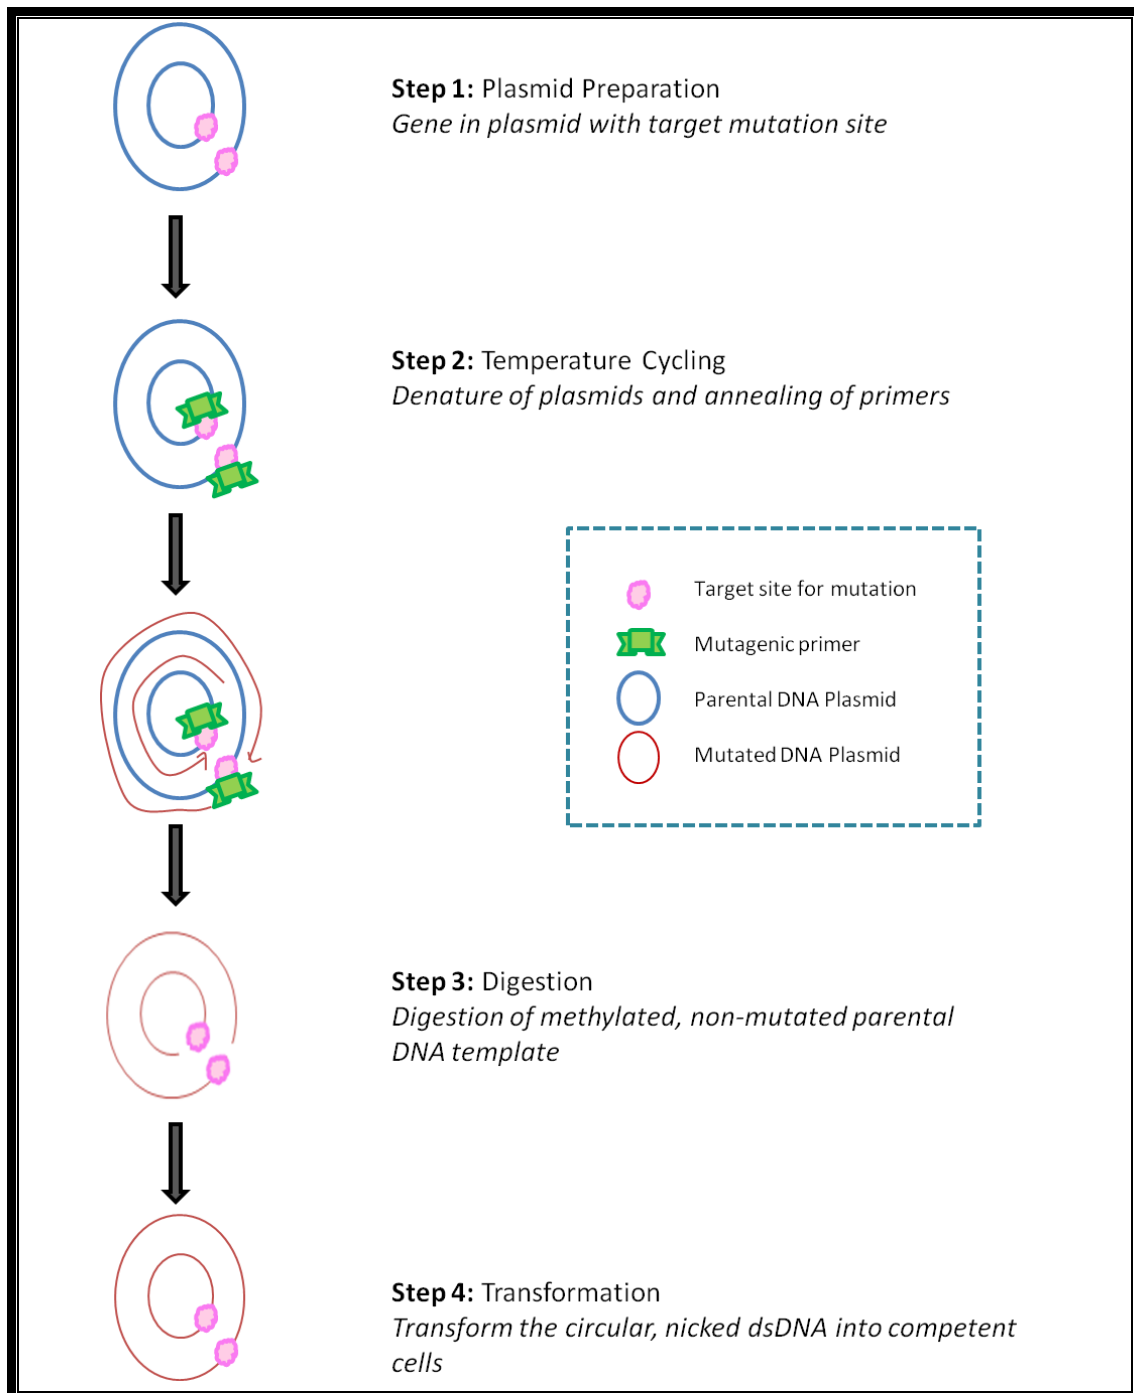 Step 1: Plasmid Preparation
Gene in plasmid with target mutation site
Step 2: Temperature Cycling
Denature of plasmids and annealing of primers
Target site for mutation
Mutagenic primer
Parental DNA Plasmid
Mutated DNA Plasmid
Step 3: Digestion
Digestion of methylated, non-mutated parental
DNA template
Step 4: Transformation
Transform the circular, nicked dsDNA into competent
cells